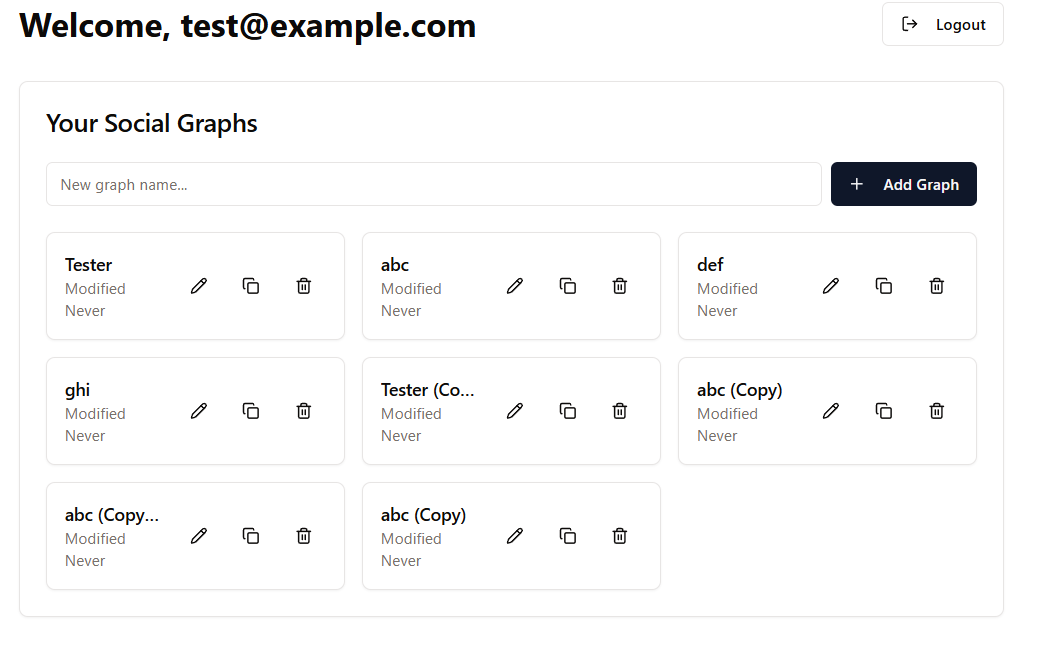 Welcome, test@example.com
Logout
Your Social Graphs
New graph name...
Add Graph
Tester
Modified
Never
abc
Modified
Never
def
Modified
Never
ghi
Modified
Never
Tester (Co...
Modified
Never
abc (Copy)
Modified
Never
abc (Copy...
Modified
Never
abc (Copy)
Modified
Never